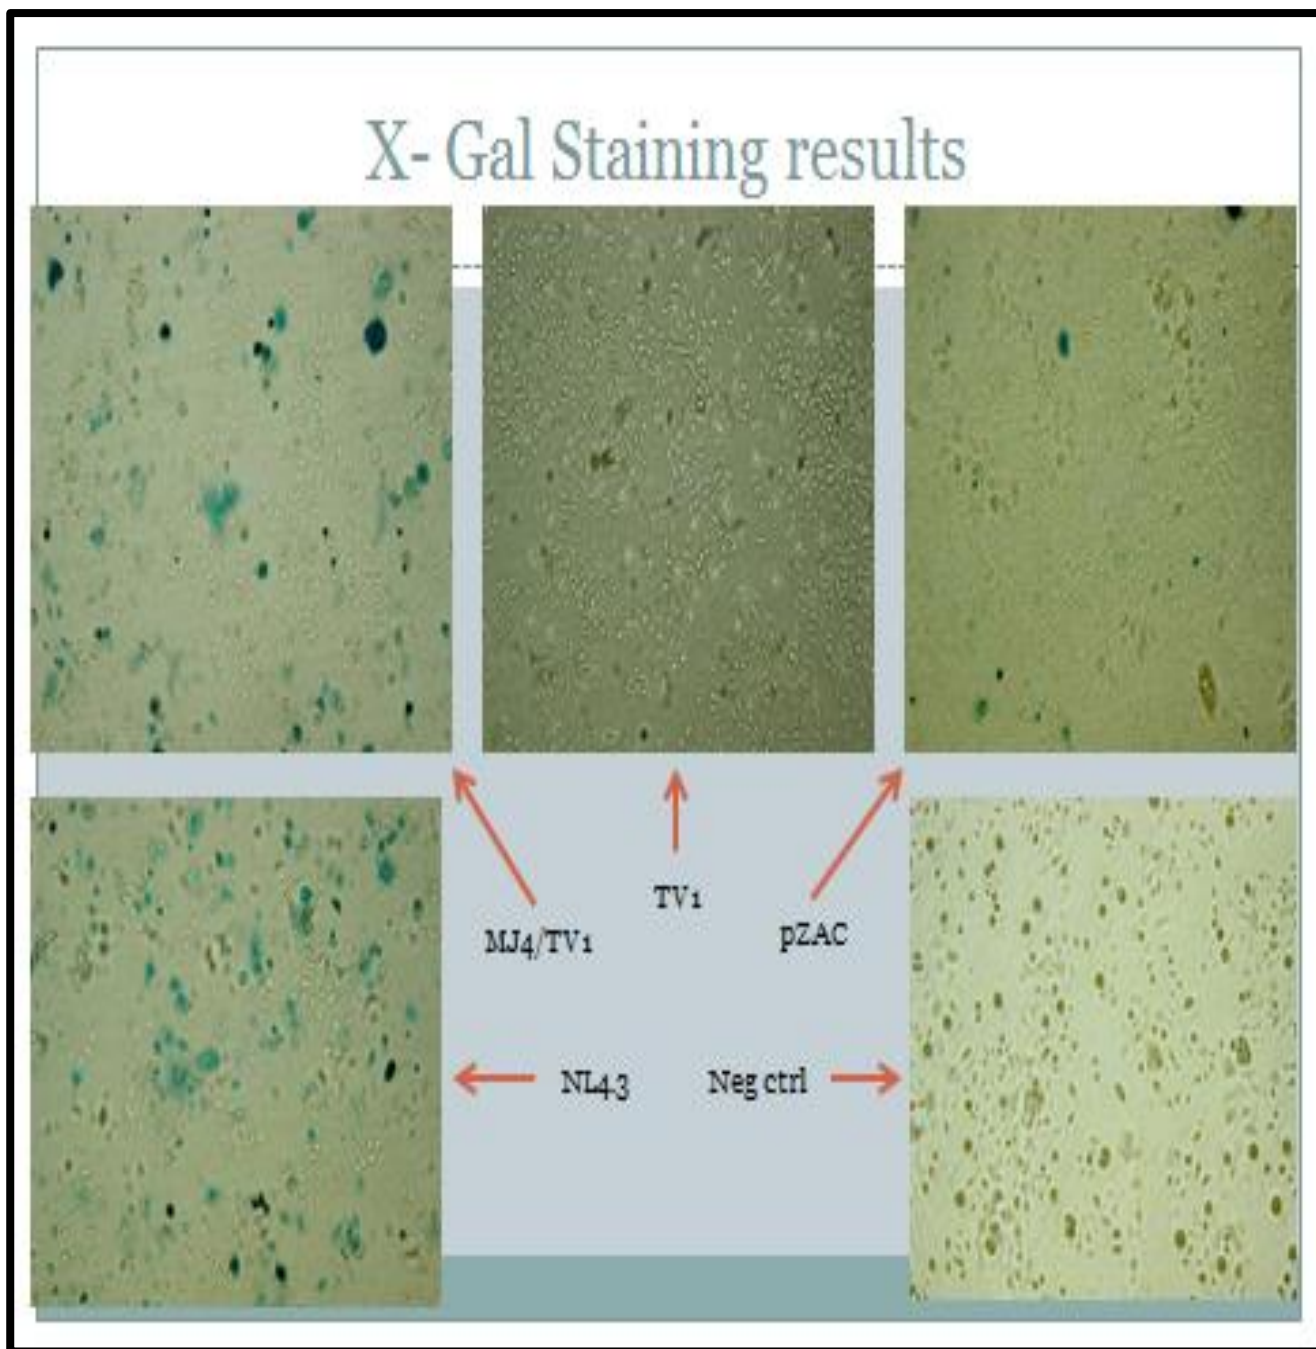 X- Gal Staining results
TV1
MJ4/TV1
pZAC
NL4.3
Neg ctrl